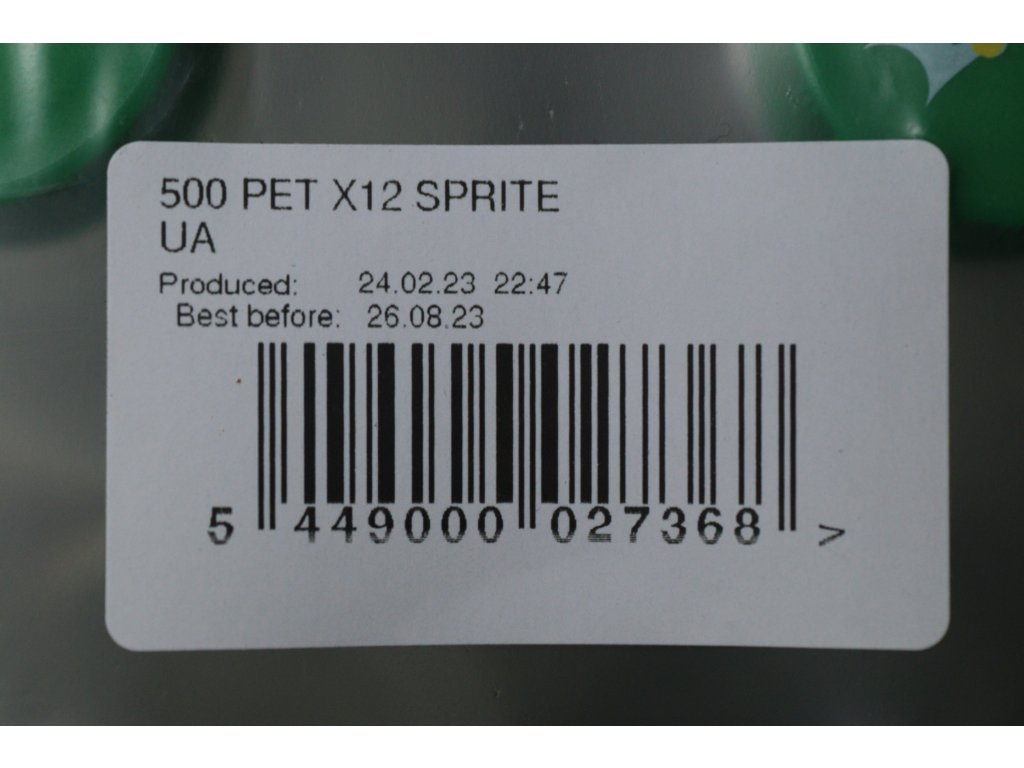 500 PET X12 SPRITE
UA
Produced: 24.02.23 22:47
Best before: 26.08.23
5 449000 027368 >